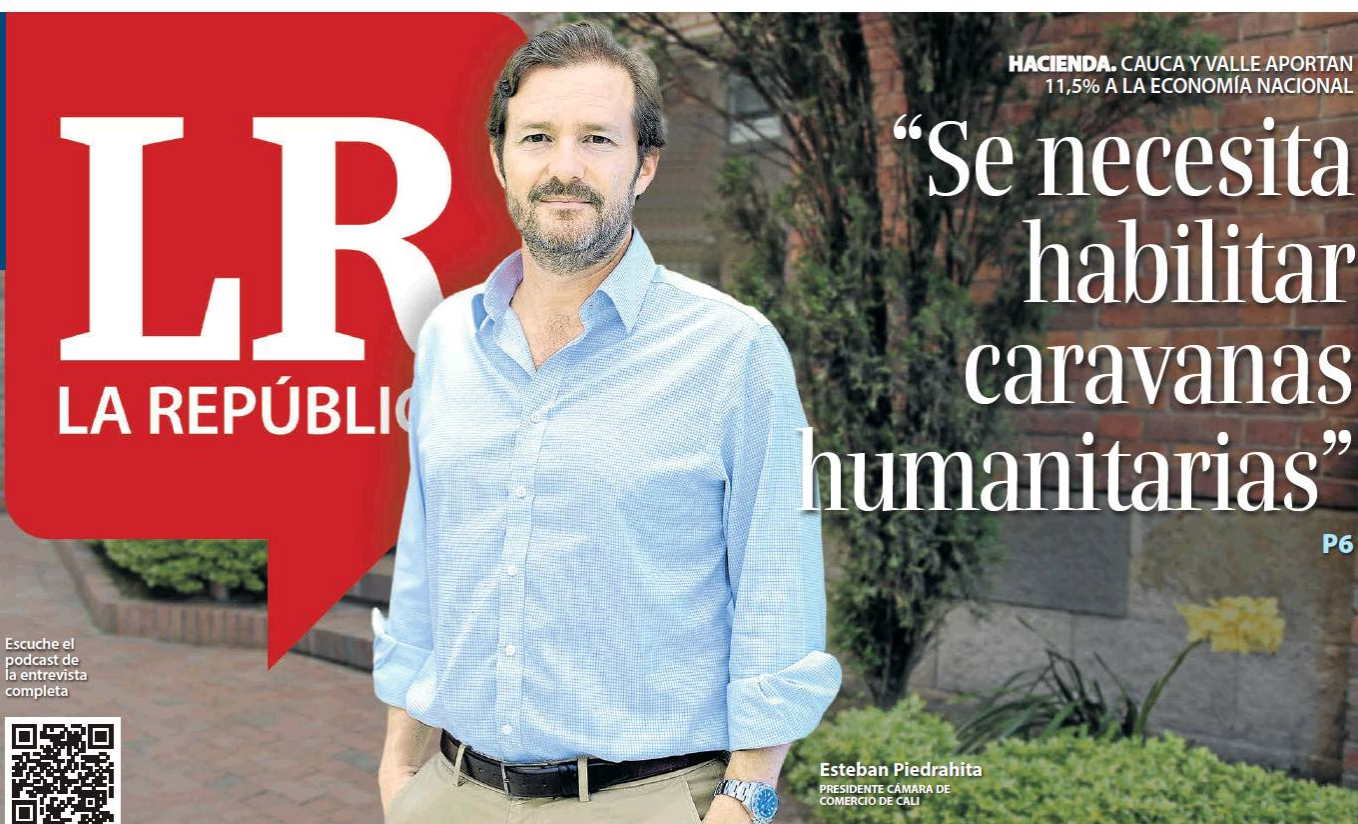 LR
LA REPÚBLIC
HACIENDA. CAUCA Y VALLE APORTAN
11,5% A LA ECONOMÍA NACIONAL
“Se necesita
habilitar
caravanas
humanitarias”
P6
Escuche el
podcast de
la entrevista
completa
Esteban Piedrahita
PRESIDENTE CÁMARA DE
COMERCIO DE CALI